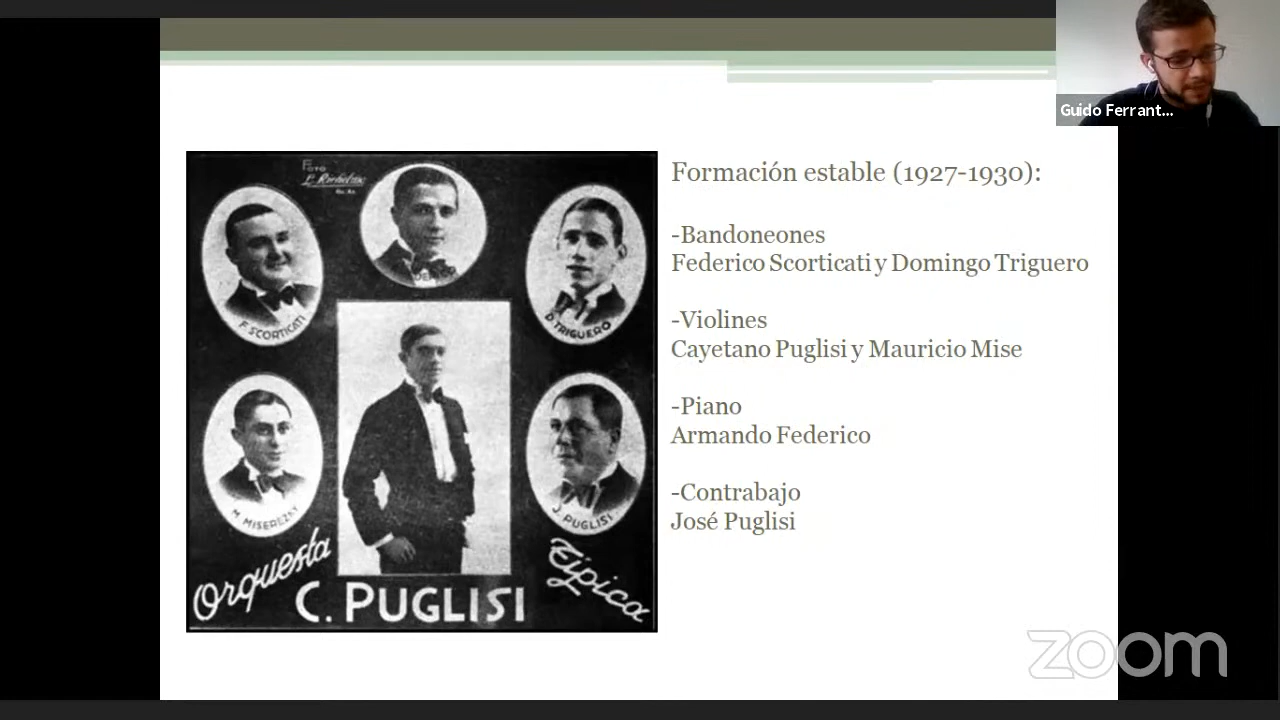 Guido Ferrant...
Formación estable (1927-1930):
-Bandoneones
Federico Scorticati y Domingo Triguero
-Violines
Cayetano Puglisi y Mauricio Mise
-Piano
Armando Federico
-Contrabajo
José Puglisi
FOTO
F. SCORTICATI
D. TRIGUERO
M. MISEREZKY
J. PUGLISI.
Orquesta
Típica
C. PUGLISI
zoom